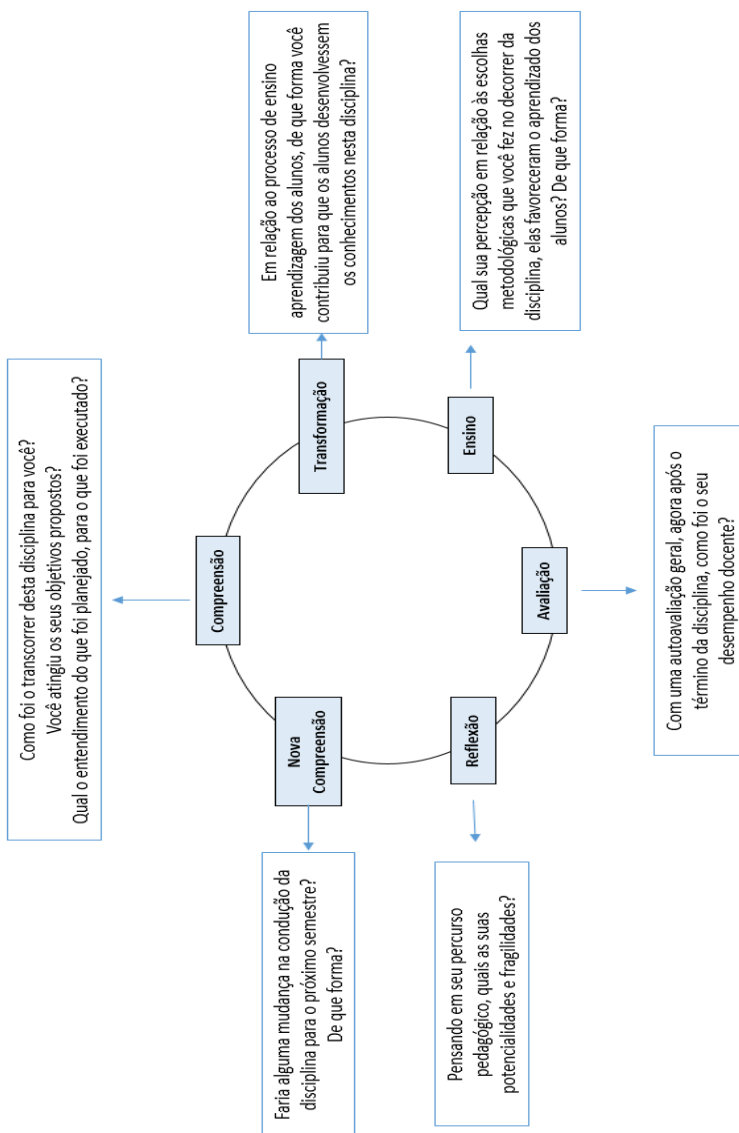 Como foi o transcorrer desta disciplina para você?
Você atingiu os seus objetivos propostos?
Qual o entendimento do que foi planejado, para o que foi executado?
Compreensão
Transformação
Em relação ao processo de ensino
aprendizagem dos alunos, de que forma você
contribuiu para que os alunos desenvolvessem
os conhecimentos nesta disciplina?
Ensino
Qual sua percepção em relação às escolhas
metodológicas que você fez no decorrer da
disciplina, elas favoreceram o aprendizado dos
alunos? De que forma?
Avaliação
Com uma autoavaliação geral, agora após o
término da disciplina, como foi o seu
desempenho docente?
Reflexão
Pensando em seu percurso
pedagógico, quais as suas
potencialidades e fragilidades?
Nova
Compreensão
Faria alguma mudança na condução da
disciplina para o próximo semestre?
De que forma?